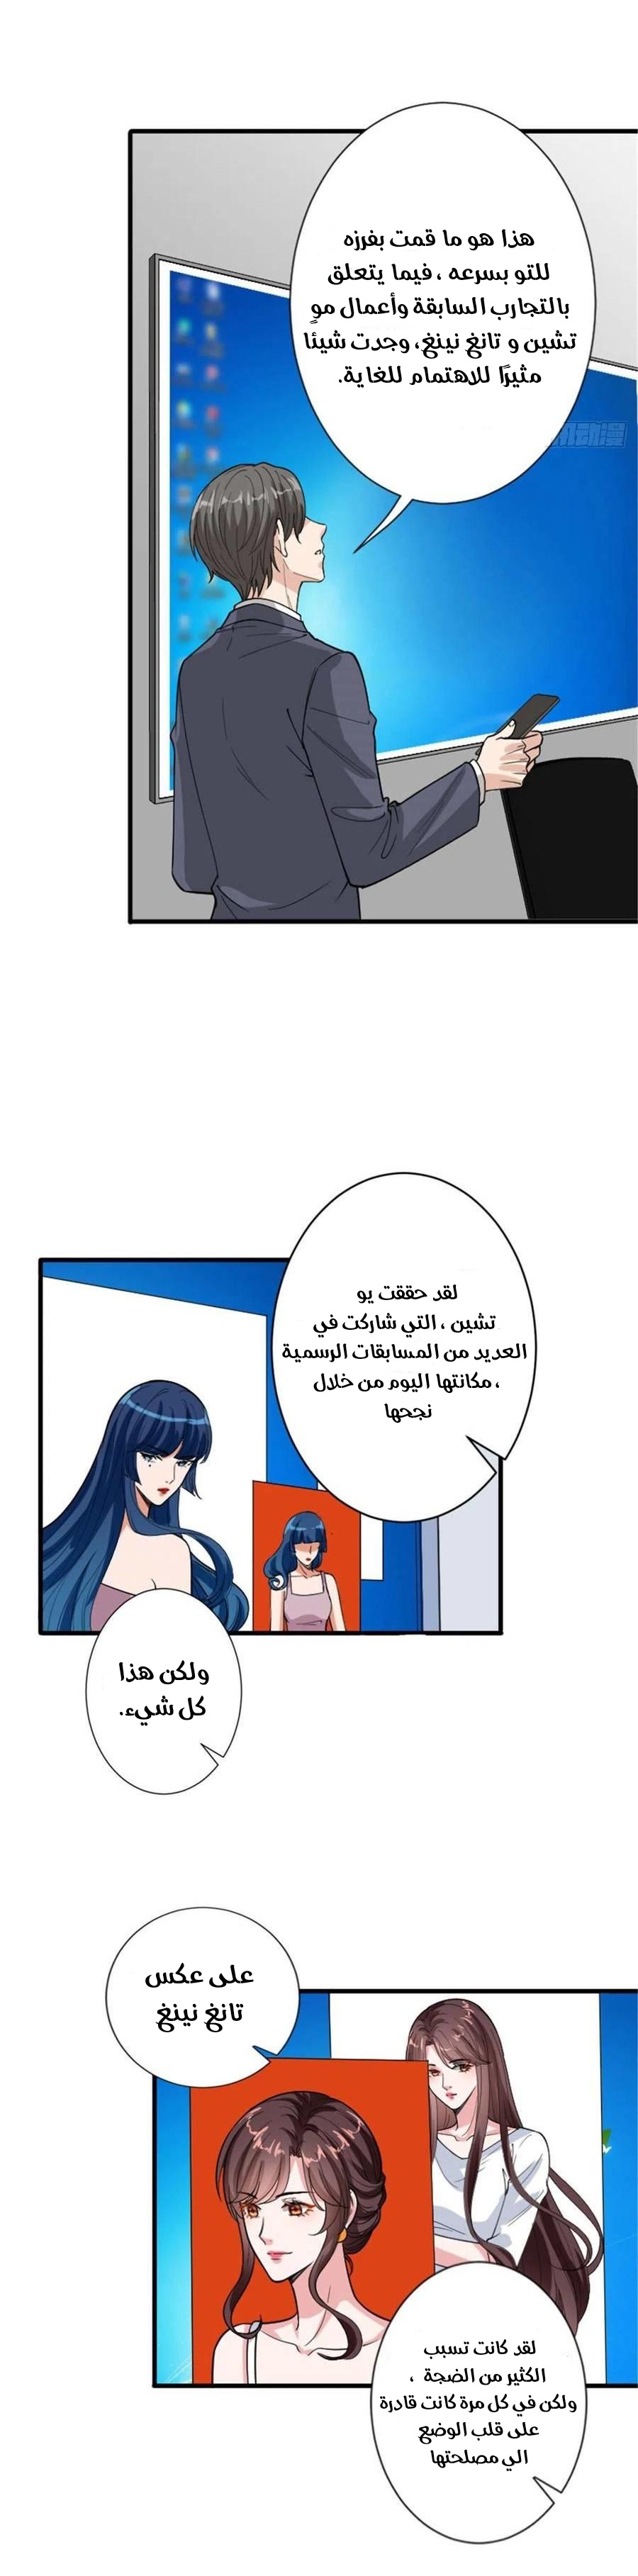 هذا هو ما قمت بفرزه
للتو بسرعه ، فيما يتعلق
بالتجارب السابقة وأعمال موٍ
تشين و تانغ نينغ، وجدت شيئًا
مثيرًا للاهتمام للغاية.
动漫
لقد حققت يو
تشين ، التي شاركت في
العديد من المسابقات الرسمية
، مكانتها اليوم من خلال
نجحها
ولكن هذا
كل شيء.
على عكس
تانغ نينغ
لقد كانت تسبب
الكثير من الضجة ،
ولكن في كل مرة كانت قادرة
على قلب الوضع
الي مصلحتها